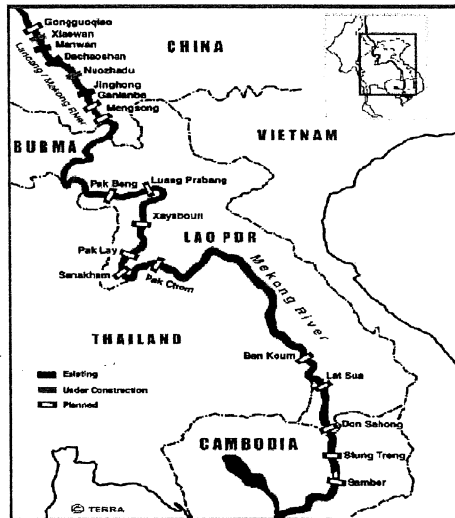 Gongguoqiao
Xiaowan
Manwan
Dachaoshan
Nuozhadu
Jinghong
Ganlanba
Mengsong
Lancang / Mekong River
CHINA
BURMA
VIETNAM
Pak Beng
Luang Prabang
Xayabouri
LAO PDR
Pak Lay
Sanakham
Pak Chom
Mekong River
THAILAND
Ban Koum
Lat Sua
Existing
Under Construction
Planned
Don Sahong
CAMBODIA
Stung Treng
Sambor
© TERRA